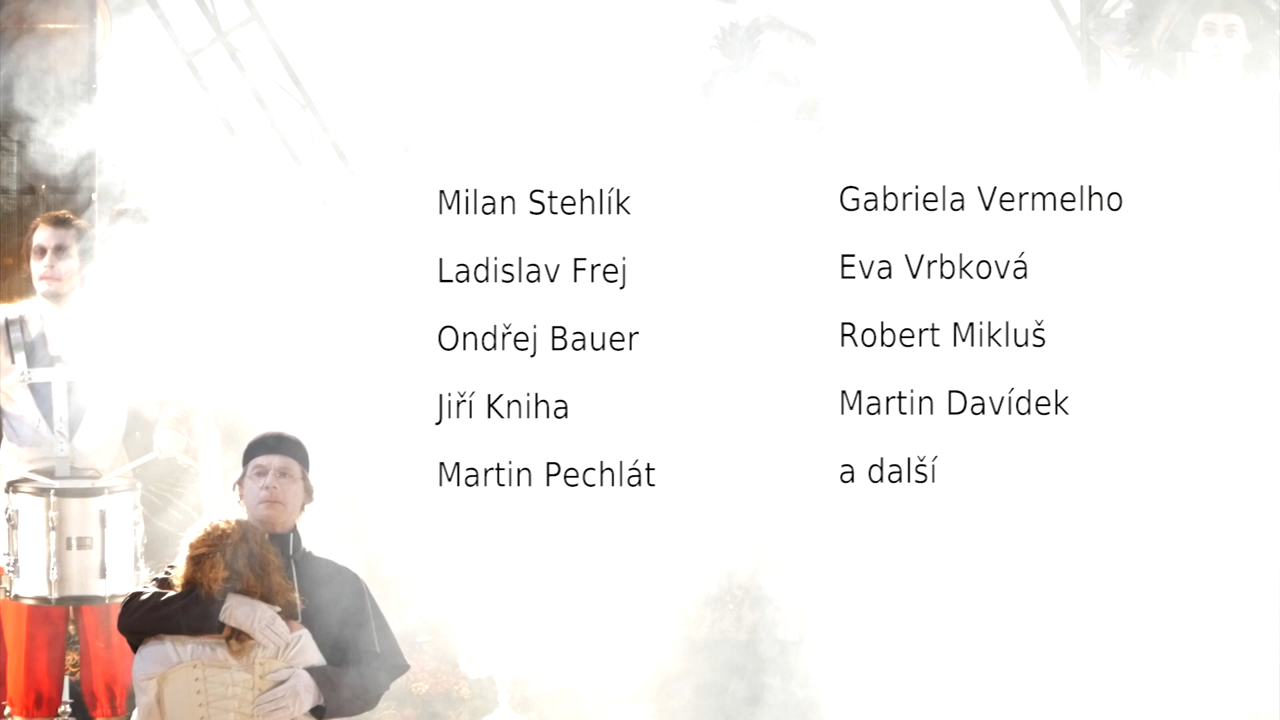 Milan Stehlík
Ladislav Frej
Ondřej Bauer
Jiří Kniha
Martin Pechlát
Gabriela Vermelho
Eva Vrbková
Robert Mikluš
Martin Davídek
a další